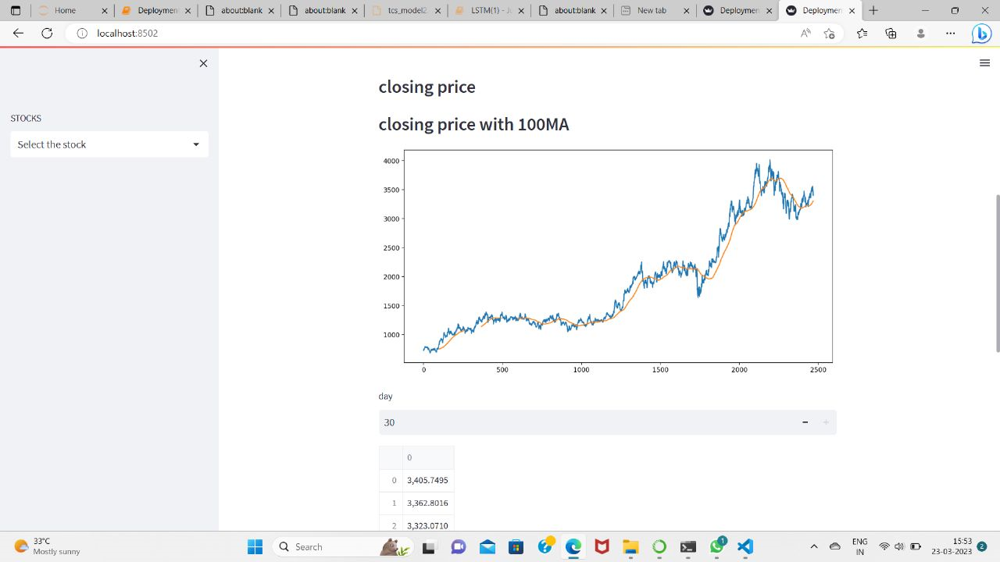 Home
Deploymen
about:blank
about:blank
tcs_model2.
LSTM(1) - Ju
about:blank
New tab
Deploymen
Deploymen
localhost:8502
STOCKS
Select the stock
closing price
closing price with 100MA
4000
3500
3000
2500
2000
1500
1000
0 500 1000 1500 2000 2500
day
30
0
0 3,405.7495
1 3,362.8016
2 3,323.0710
33°C
Mostly sunny
Search
1
ENG
IN
15:53
23-03-2023
2